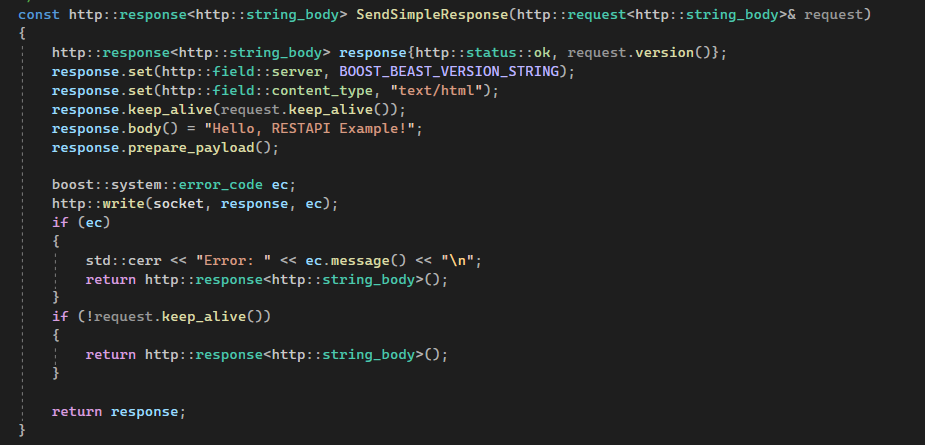 const http::response<http::string_body> SendSimpleResponse(http::request<http::string_body>& request)
{
    http::response<http::string_body> response{http::status::ok, request.version()};
    response.set(http::field::server, BOOST_BEAST_VERSION_STRING);
    response.set(http::field::content_type, "text/html");
    response.keep_alive(request.keep_alive());
    response.body() = "Hello, RESTAPI Example!";
    response.prepare_payload();

    boost::system::error_code ec;
    http::write(socket, response, ec);
    if (ec)
    {
        std::cerr << "Error: " << ec.message() << "\n";
        return http::response<http::string_body>();
    }
    if (!request.keep_alive())
    {
        return http::response<http::string_body>();
    }

    return response;
}